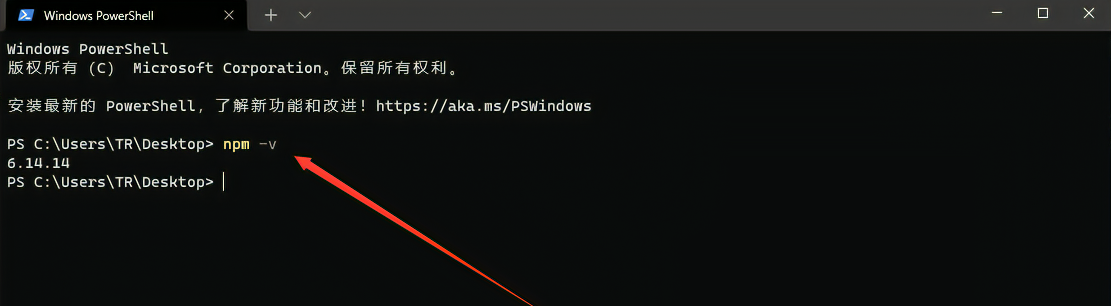 Windows PowerShell
Windows PowerShell
版权所有 (C) Microsoft Corporation。保留所有权利。
安装最新的 PowerShell，了解新功能和改进！https://aka.ms/PSWindows
PS C:\Users\TR\Desktop> npm -v
6.14.14
PS C:\Users\TR\Desktop>